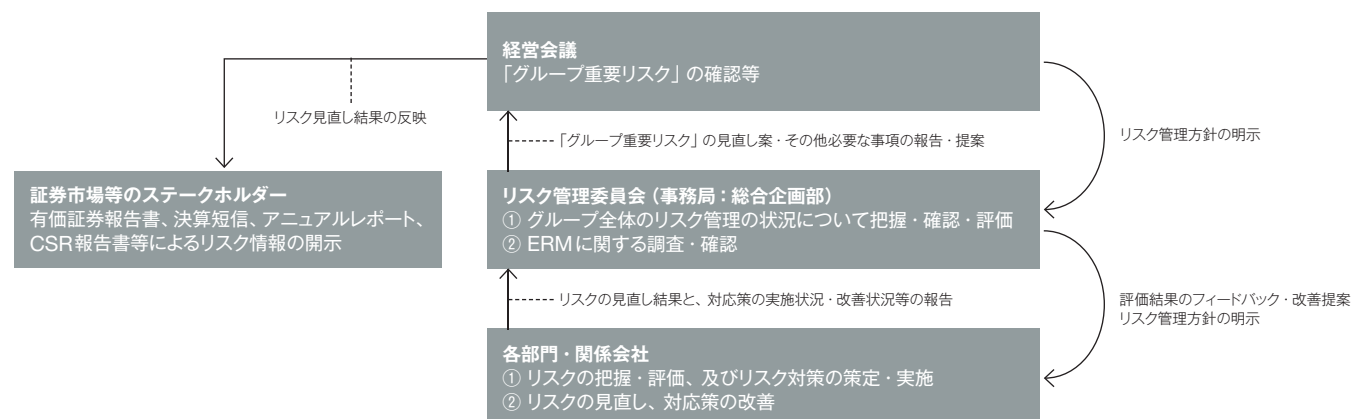 経営会議
「グループ重要リスク」の確認等
リスク見直し結果の反映
「グループ重要リスク」の見直し案・その他必要な事項の報告・提案
リスク管理方針の明示
証券市場等のステークホルダー
有価証券報告書、決算短信、アニュアルレポート、
CSR報告書等によるリスク情報の開示
リスク管理委員会（事務局：総合企画部）
① グループ全体のリスク管理の状況について把握・確認・評価
② ERMに関する調査・確認
リスクの見直し結果と、対応策の実施状況・改善状況等の報告
評価結果のフィードバック・改善提案
リスク管理方針の明示
各部門・関係会社
① リスクの把握・評価、及びリスク対策の策定・実施
② リスクの見直し、対応策の改善